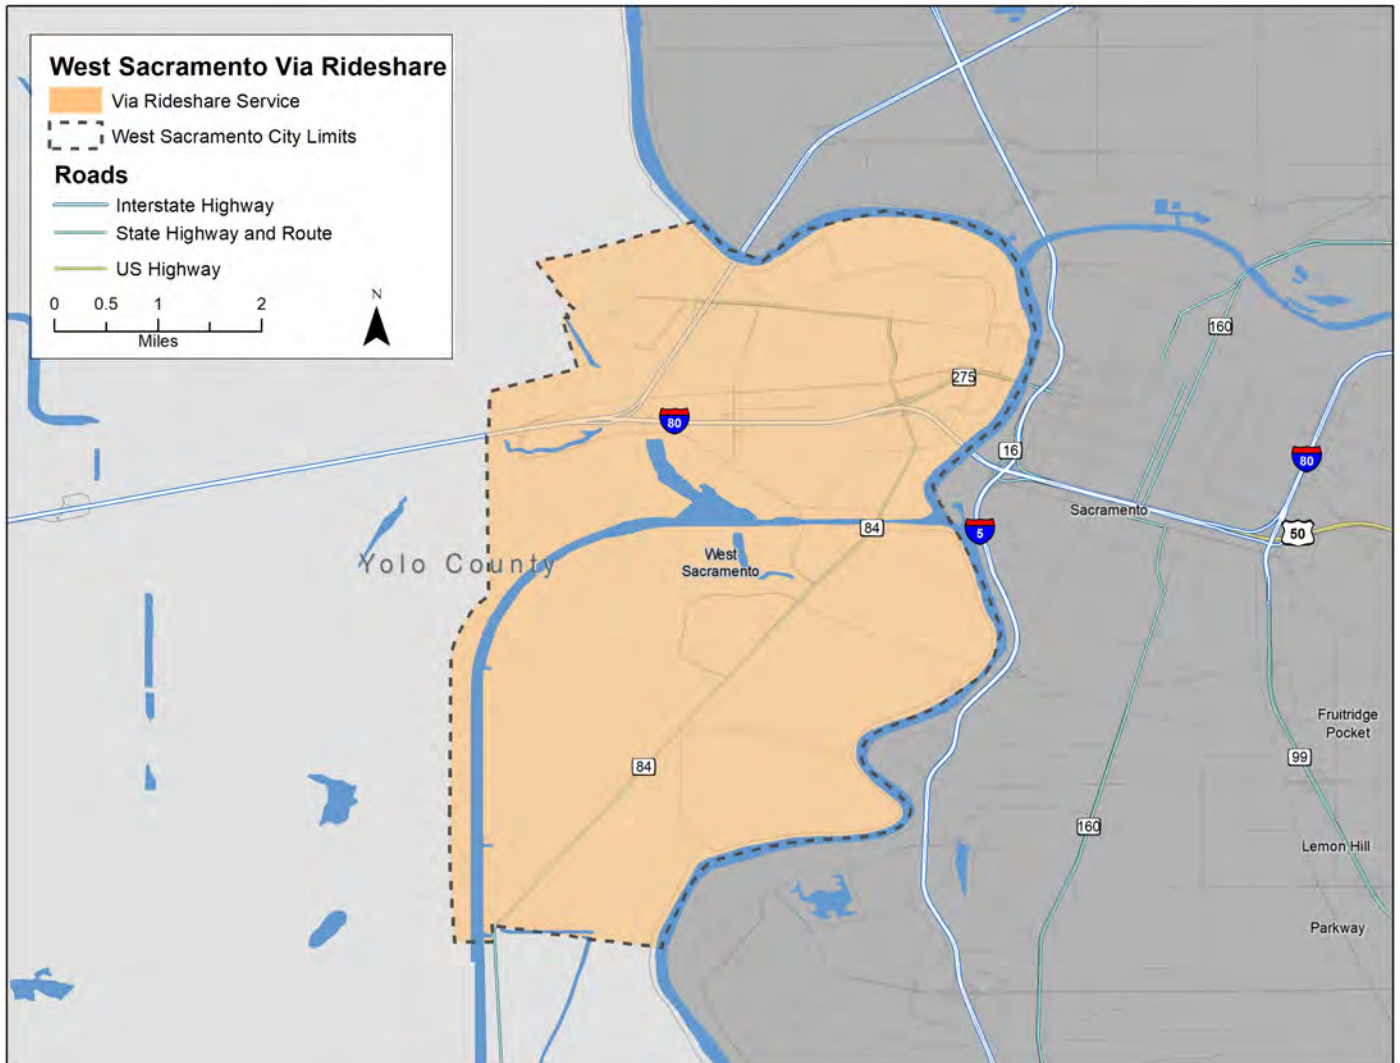 West Sacramento Via Rideshare
Via Rideshare Service
West Sacramento City Limits
Roads
Interstate Highway
State Highway and Route
US Highway
0 0.5 1 2
Miles
N
160
275
80
16
80
Sacramento
84
5
50
West
Sacramento
Yolo County
Fruitridge
Pocket
99
84
160
Lemon Hill
Parkway